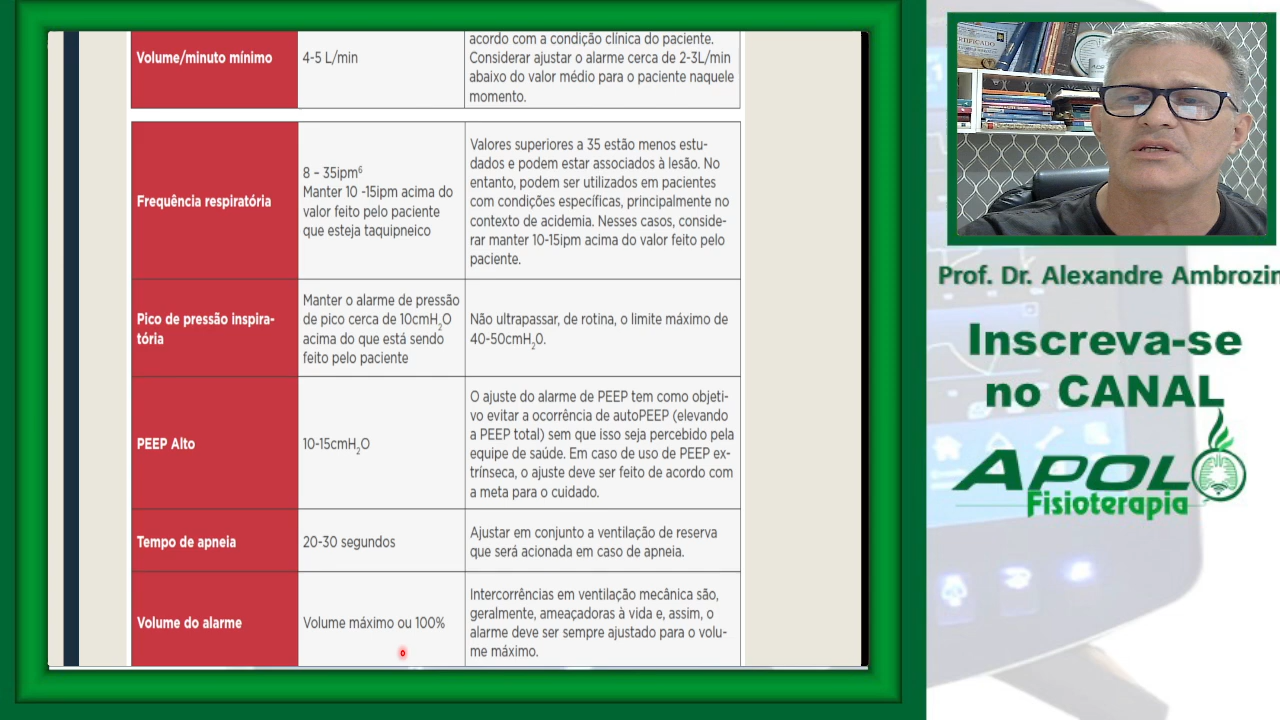 acordo com a condição clínica do paciente.
Volume/minuto mínimo
4-5 L/min
Considerar ajustar o alarme cerca de 2-3L/min
abaixo do valor médio para o paciente naquele
momento.
Frequência respiratória
8 – 35ipm⁶
Manter 10 -15ipm acima do
valor feito pelo paciente
que esteja taquipneico
Valores superiores a 35 estão menos estu-
dados e podem estar associados à lesão. No
entanto, podem ser utilizados em pacientes
com condições específicas, principalmente no
contexto de acidemia. Nesses casos, conside-
rar manter 10-15ipm acima do valor feito pelo
paciente.
Pico de pressão inspira-
tória
Manter o alarme de pressão
de pico cerca de 10cmH₂O
acima do que está sendo
feito pelo paciente
Não ultrapassar, de rotina, o limite máximo de
40-50cmH₂0.
PEEP Alto
10-15cmH₂O
O ajuste do alarme de PEEP tem como objeti-
vo evitar a ocorrência de autoPEEP (elevando
a PEEP total) sem que isso seja percebido pela
equipe de saúde. Em caso de uso de PEEP ex-
trínseca, o ajuste deve ser feito de acordo com
a meta para o cuidado.
Tempo de apneia
20-30 segundos
Ajustar em conjunto a ventilação de reserva
que será acionada em caso de apneia.
Volume do alarme
Volume máximo ou 100%
Intercorrências em ventilação mecânica são,
geralmente, ameaçadoras à vida e, assim, o
alarme deve ser sempre ajustado para o volu-
me máximo.
Prof. Dr. Alexandre Ambrozin
Inscreva-se
no CANAL
APOLO
Fisioterapia